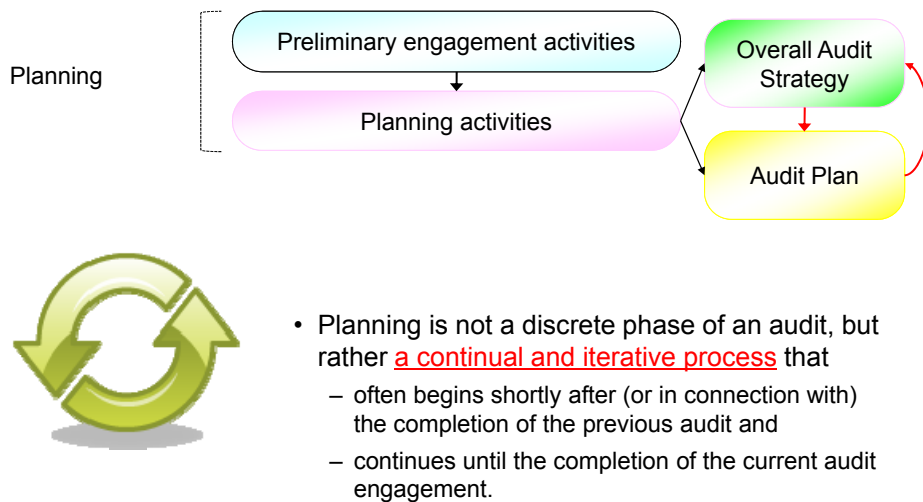 Planning
Preliminary engagement activities
Planning activities
Overall Audit
Strategy
Audit Plan
• Planning is not a discrete phase of an audit, but
rather a continual and iterative process that
– often begins shortly after (or in connection with)
the completion of the previous audit and
– continues until the completion of the current audit
engagement.